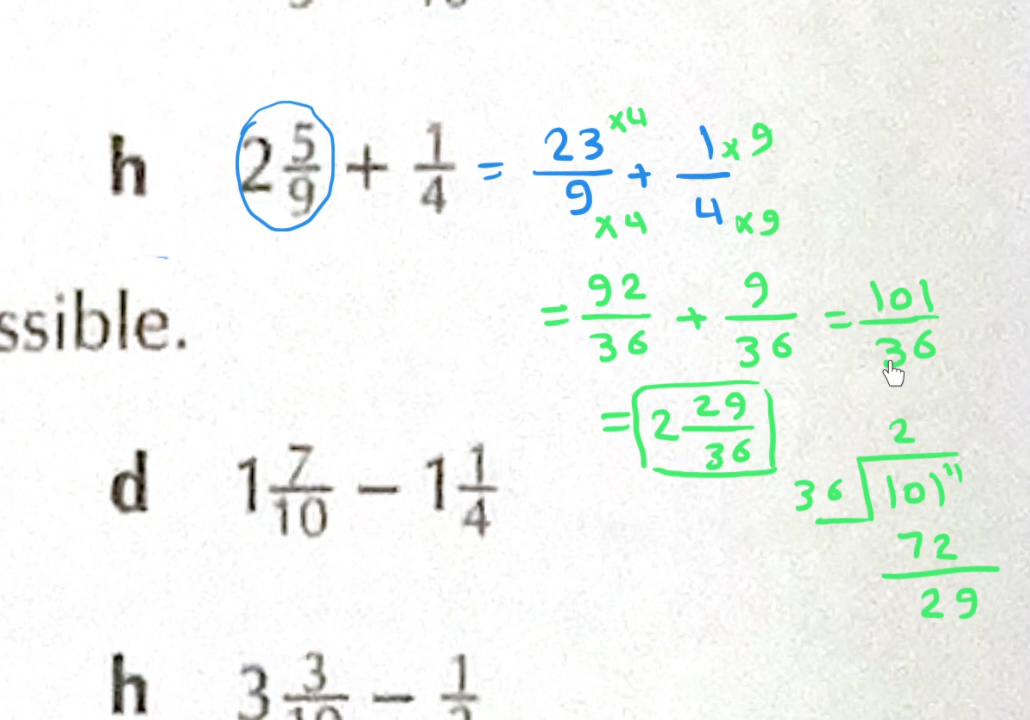 h 2 5/9 + 1/4 = 23/9 + 1/4
×4 ×9
×4 ×9
= 92/36 + 9/36 = 101/36
ssible.
= 2 29/36
2
36 101
72
29
d 1 7/10 − 1 1/4
h 3 3/10 −